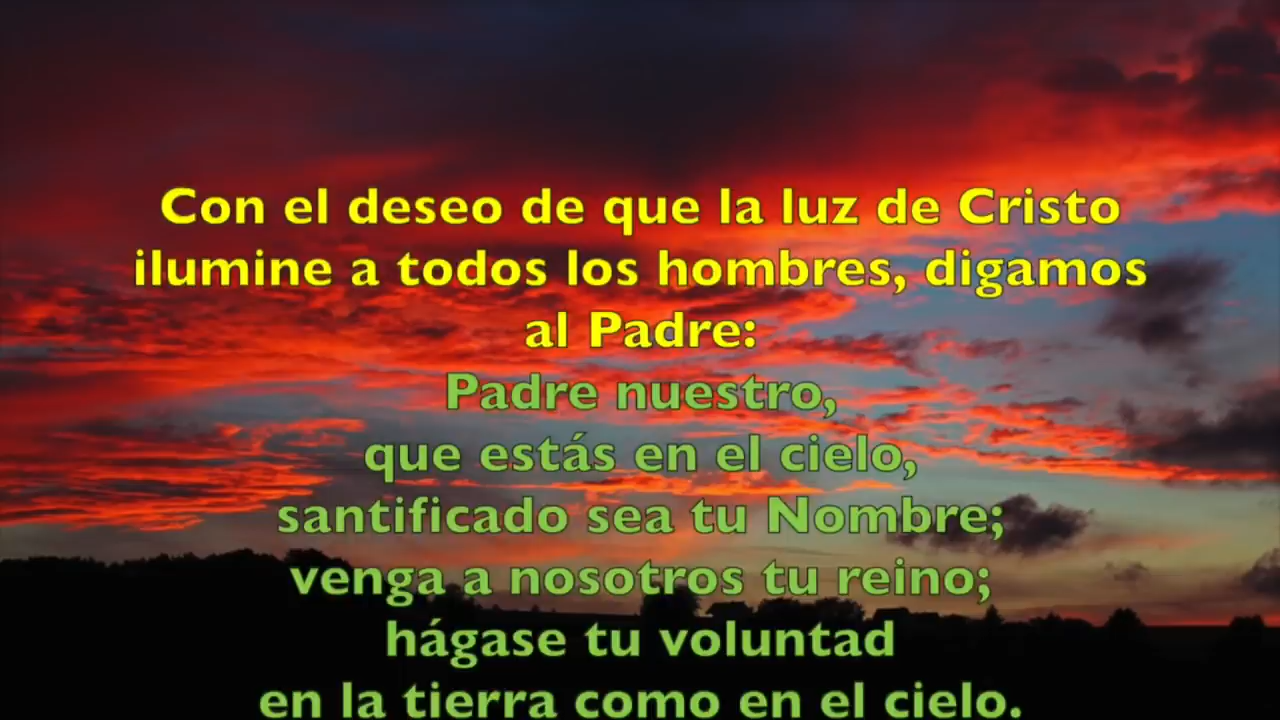 Con el deseo de que la luz de Cristo
ilumine a todos los hombres, digamos
al Padre:
Padre nuestro,
que estás en el cielo,
santificado sea tu Nombre;
venga a nosotros tu reino;
hágase tu voluntad
en la tierra como en el cielo.